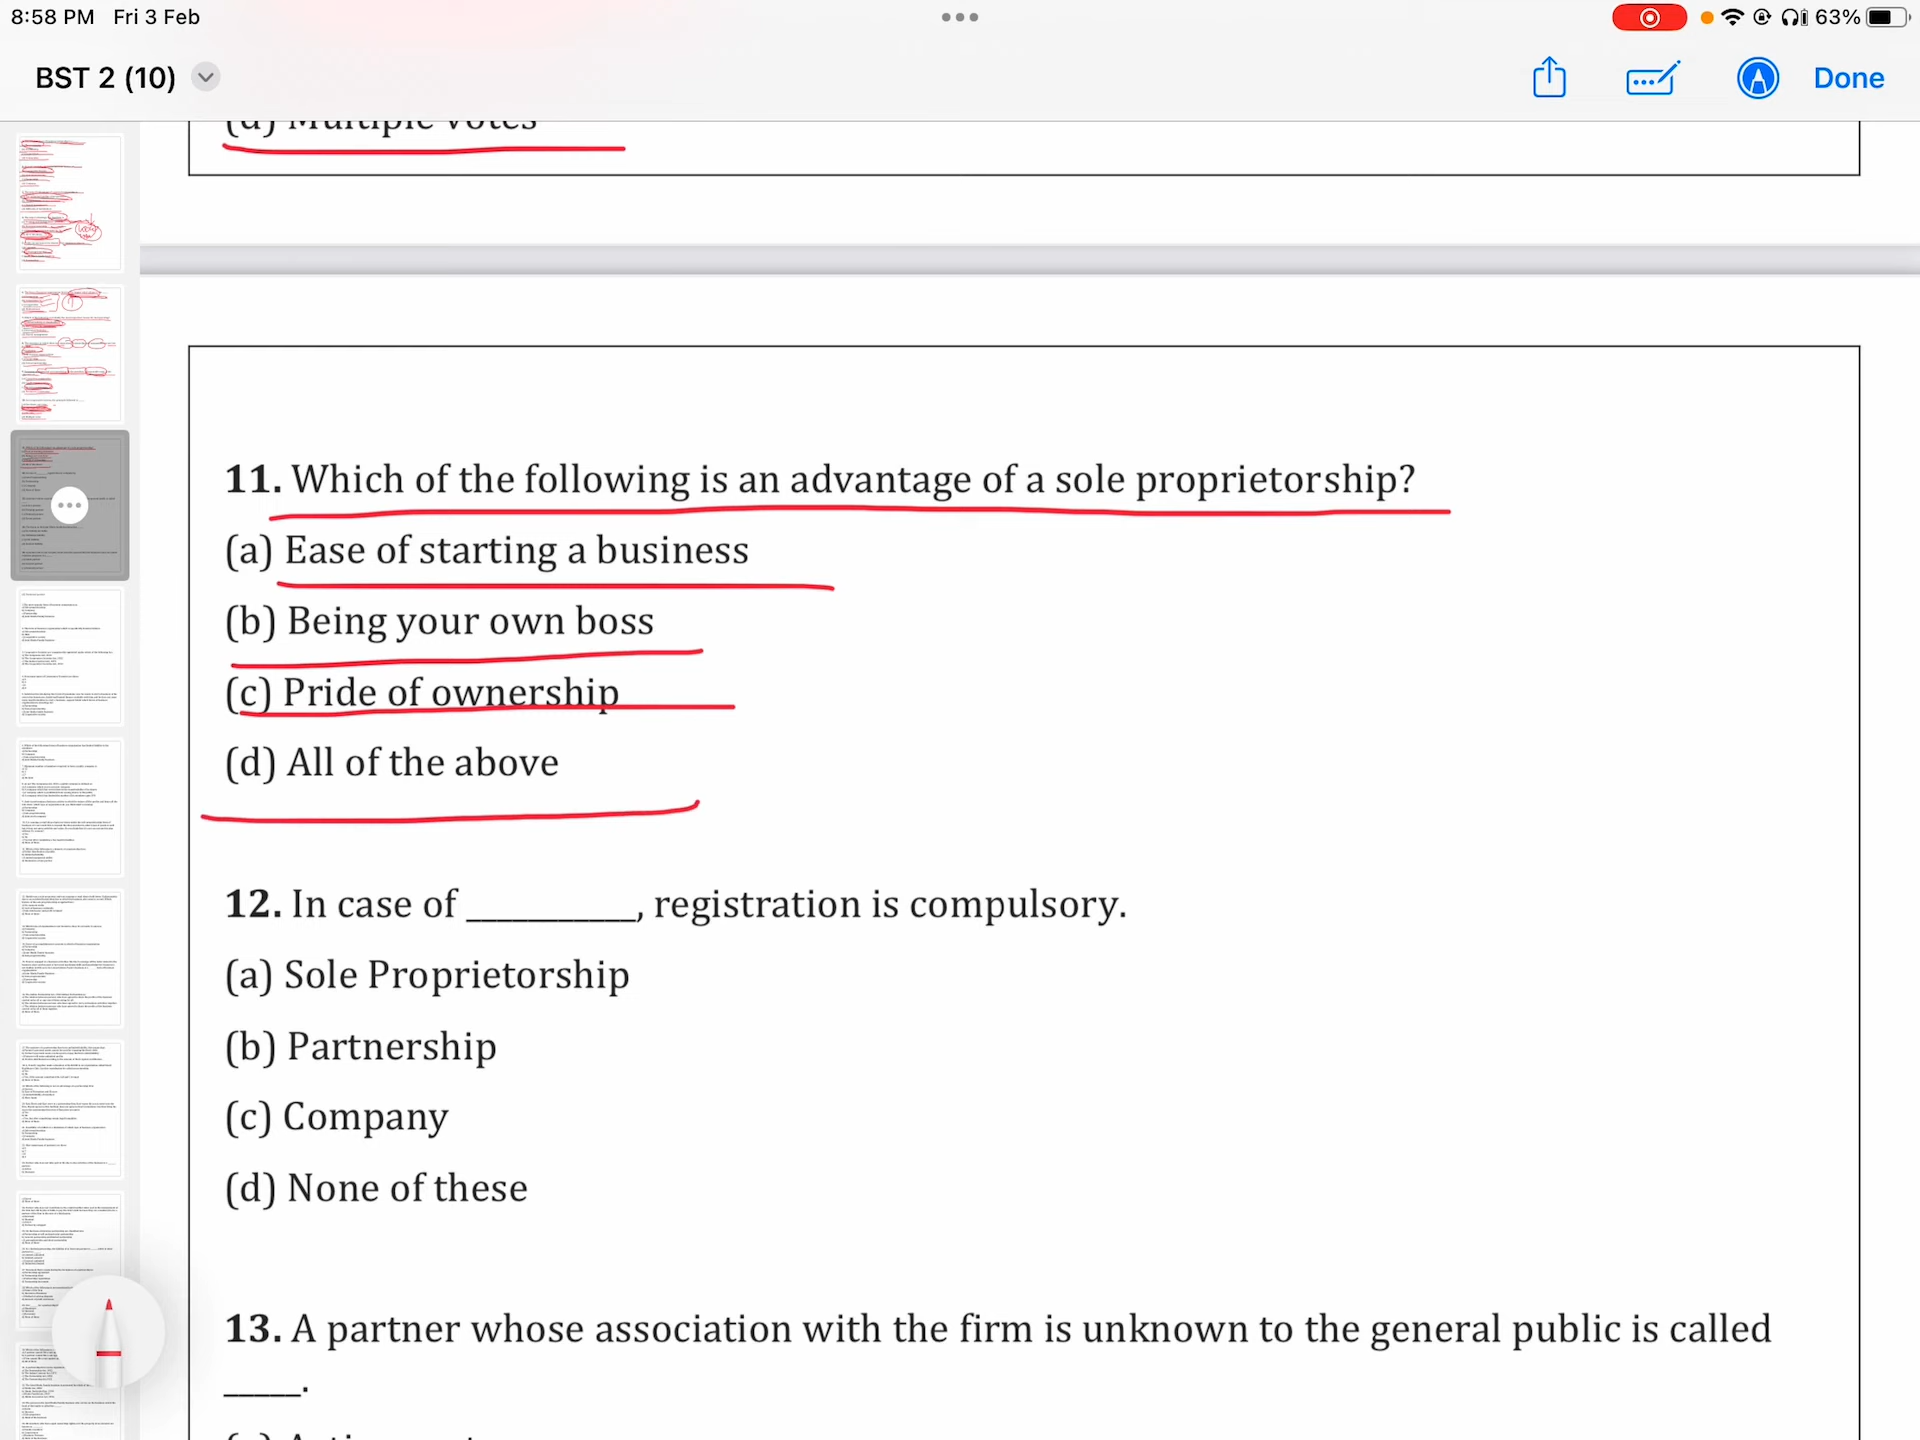 8:58 PM Fri 3 Feb
63%
BST 2 (10)
Done
(d) Multiple Votes
11. Which of the following is an advantage of a sole proprietorship?
(a) Ease of starting a business
(b) Being your own boss
(c) Pride of ownership
(d) All of the above
12. In case of __________, registration is compulsory.
(a) Sole Proprietorship
(b) Partnership
(c) Company
(d) None of these
13. A partner whose association with the firm is unknown to the general public is called
_____.